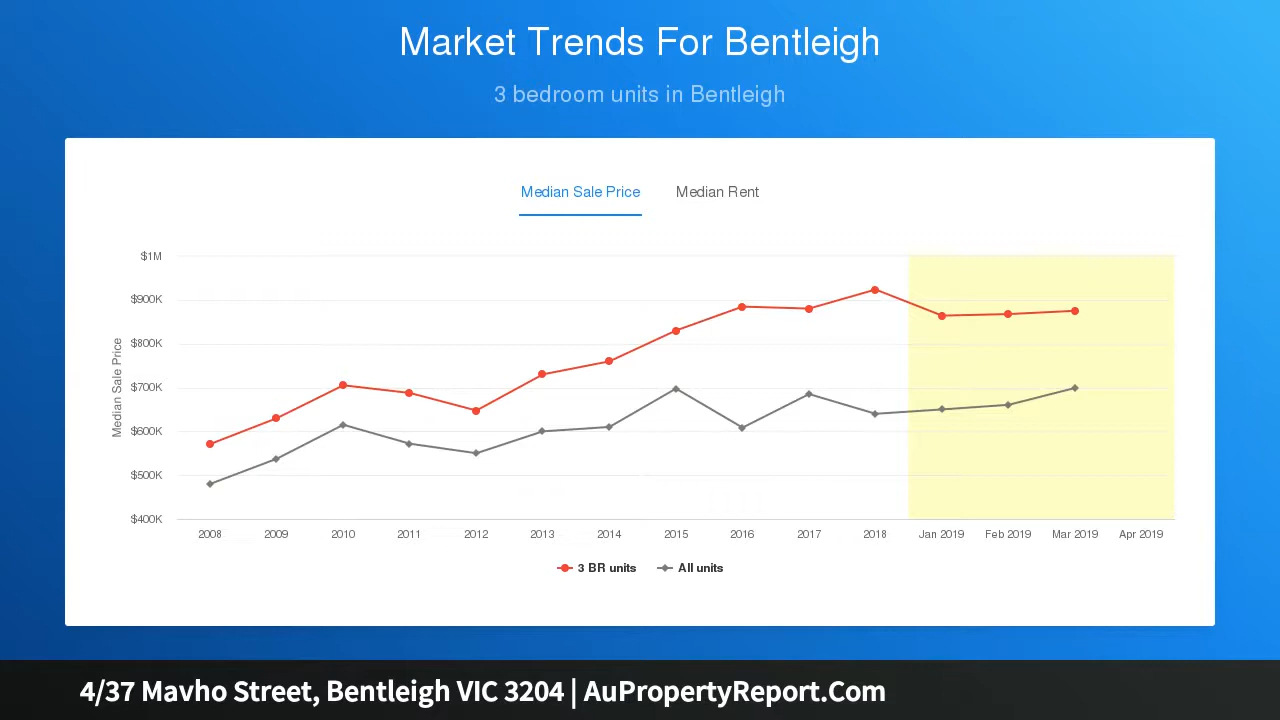 Market Trends For Bentleigh
3 bedroom units in Bentleigh
Median Sale Price Median Rent
Median Sale Price
$1M
$900K
$800K
$700K
$600K
$500K
$400K
2008 2009 2010 2011 2012 2013 2014 2015 2016 2017 2018 Jan 2019 Feb 2019 Mar 2019 Apr 2019
3 BR units All units
4/37 Mavho Street, Bentleigh VIC 3204 | AuPropertyReport.Com